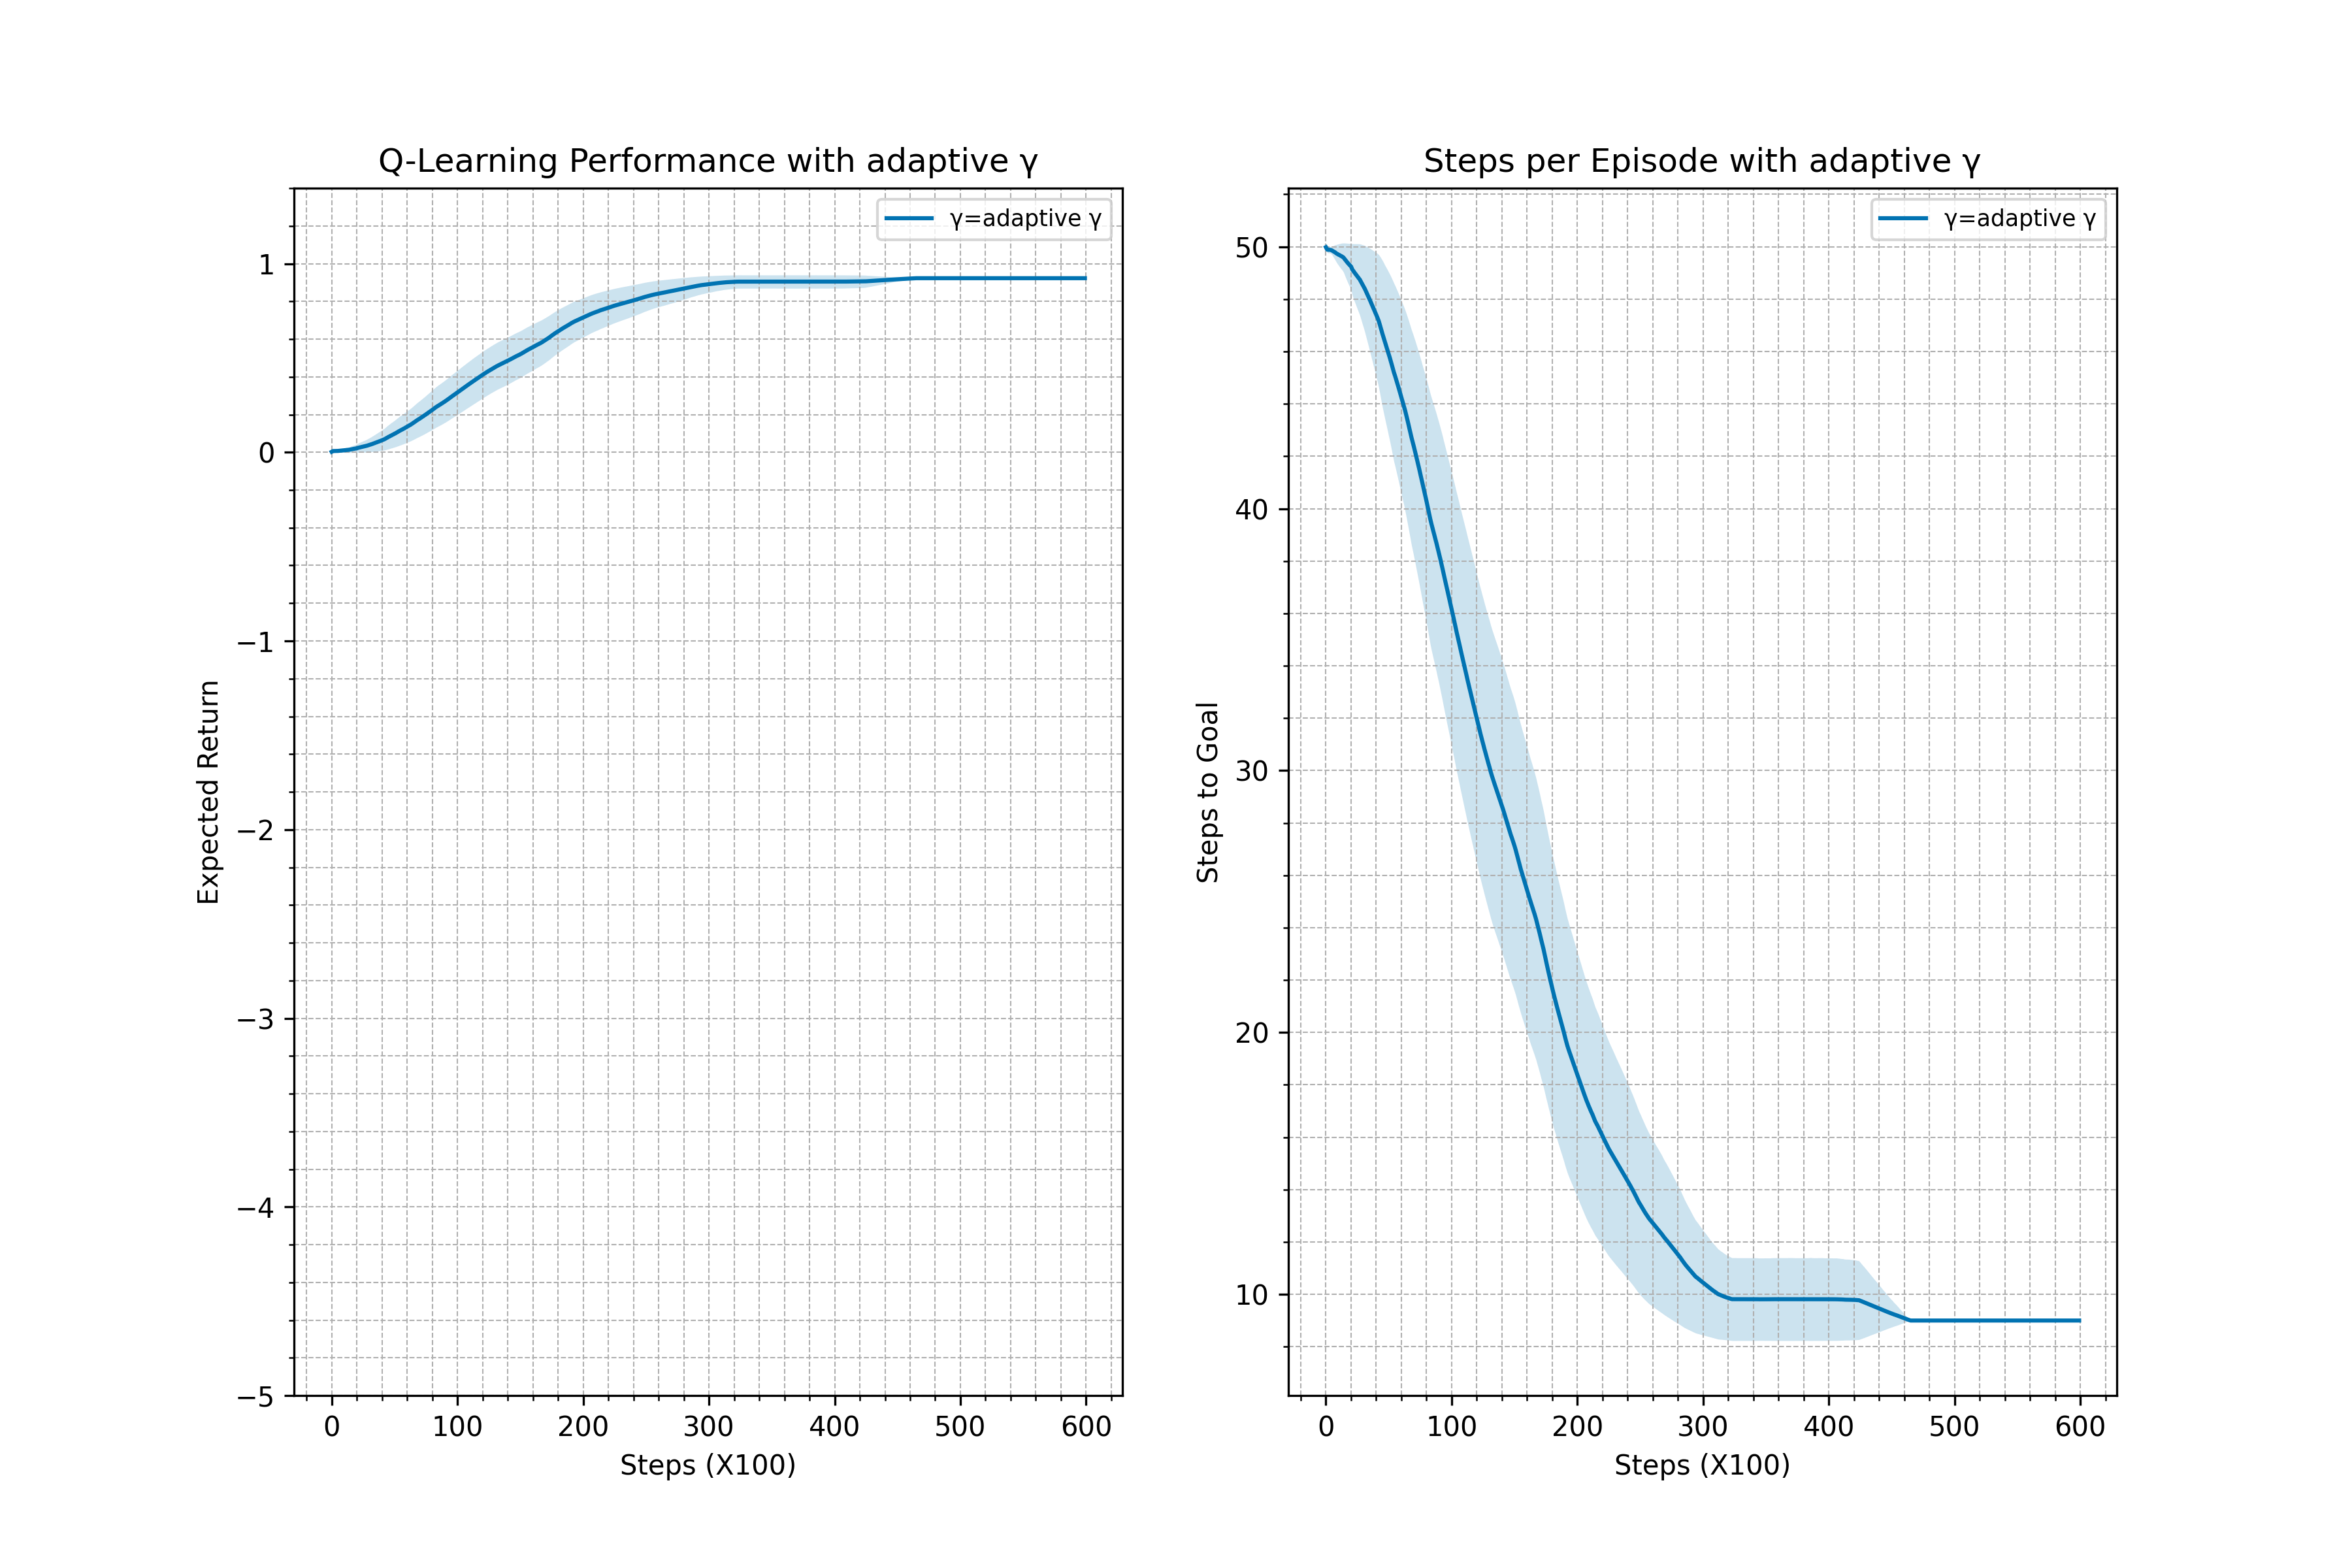 Q-Learning Performance with adaptive γ
γ=adaptive γ
1
0
−1
−2
−3
−4
−5
Expected Return
0 100 200 300 400 500 600
Steps (X100)
Steps per Episode with adaptive γ
γ=adaptive γ
50
40
30
20
10
Steps to Goal
0 100 200 300 400 500 600
Steps (X100)